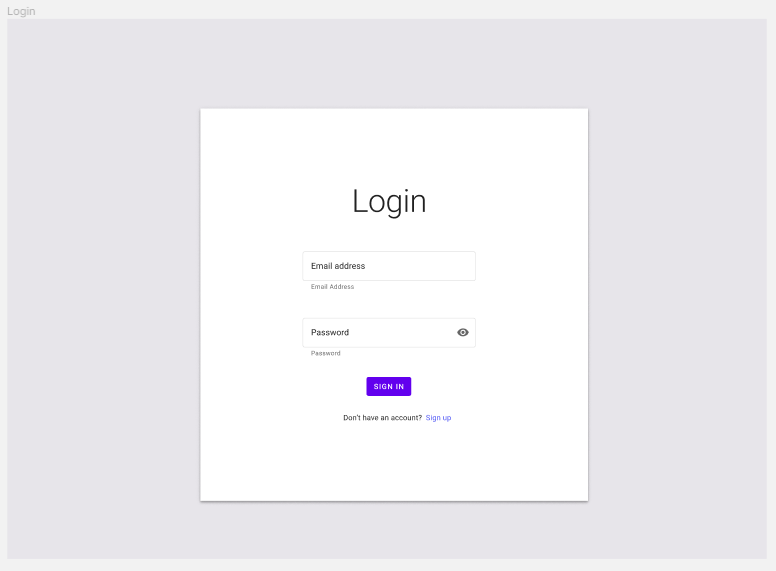 Login
Login
Email address
Email Address
Password
Password
SIGN IN
Don't have an account? Sign up